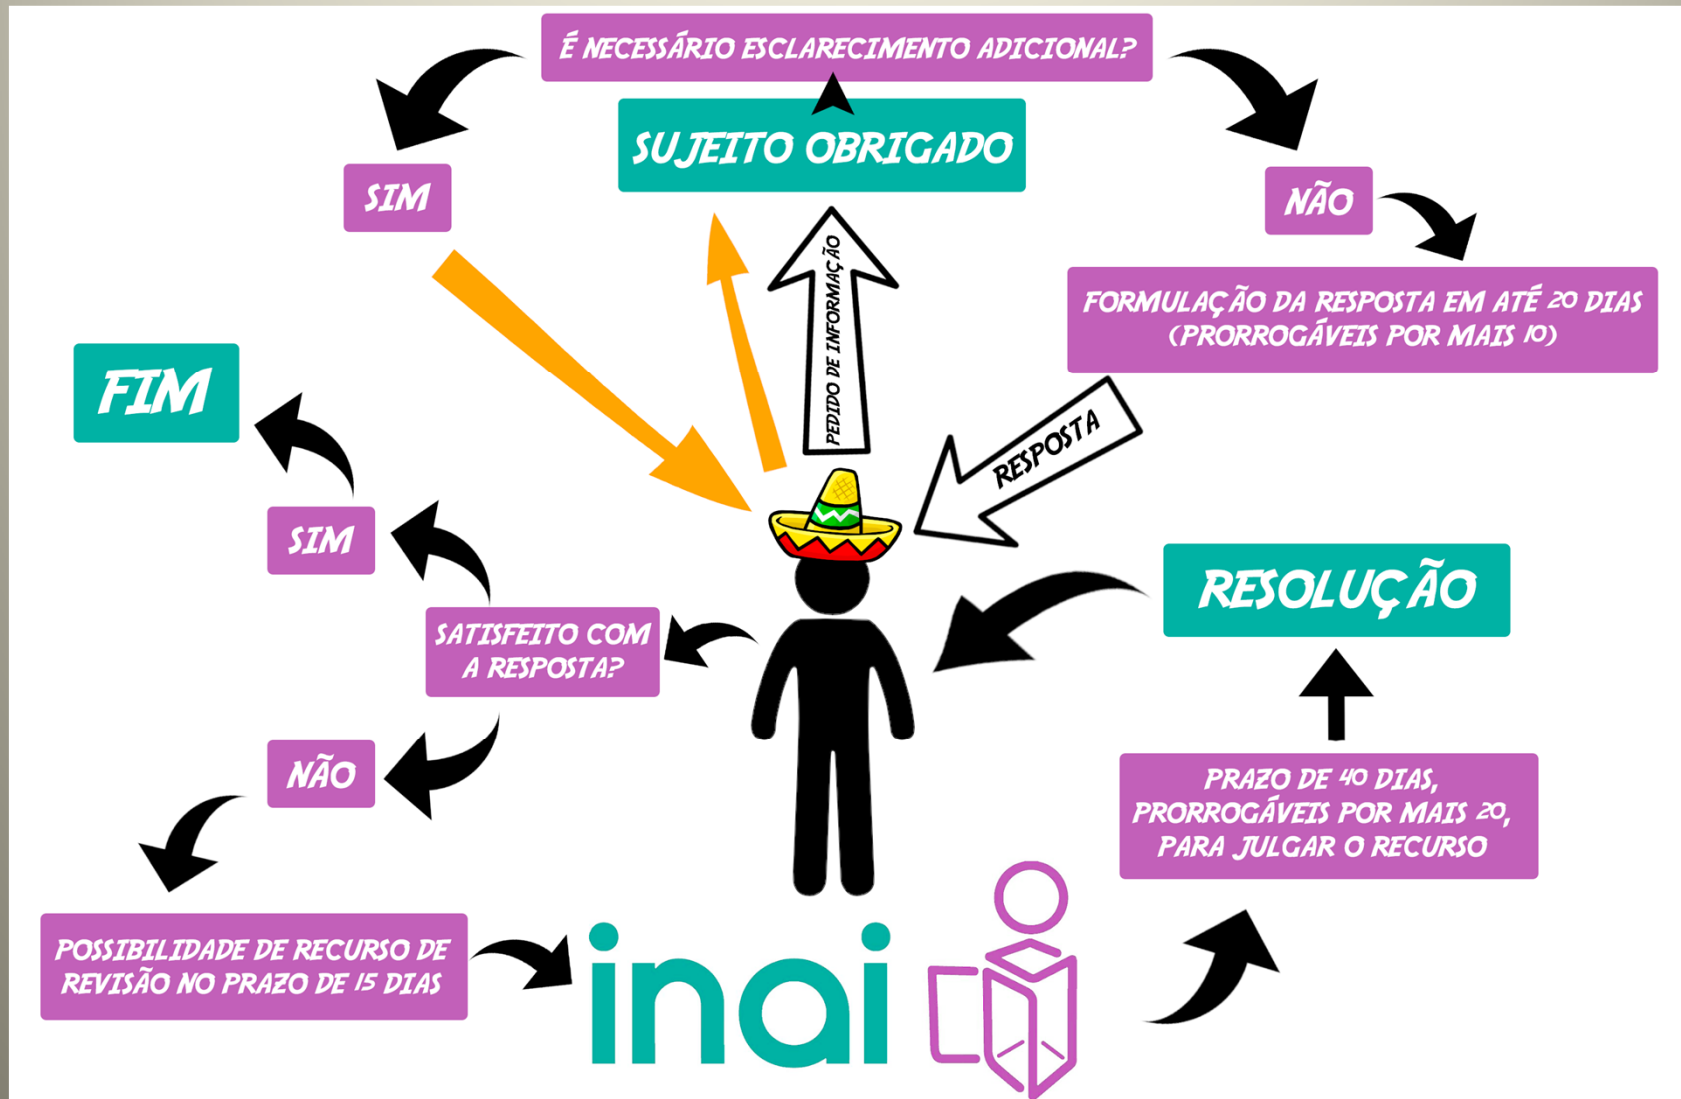 É NECESSÁRIO ESCLARECIMENTO ADICIONAL?
SUJEITO OBRIGADO
SIM
NÃO
PEDIDO DE INFORMAÇÃO
FORMULAÇÃO DA RESPOSTA EM ATÉ 20 DIAS
(PRORROGÁVEIS POR MAIS 10)
RESPOSTA
FIM
SIM
SATISFEITO COM
A RESPOSTA?
NÃO
POSSIBILIDADE DE RECURSO DE
REVISÃO NO PRAZO DE 15 DIAS
inai
PRAZO DE 40 DIAS,
PRORROGÁVEIS POR MAIS 20,
PARA JULGAR O RECURSO
RESOLUÇÃO